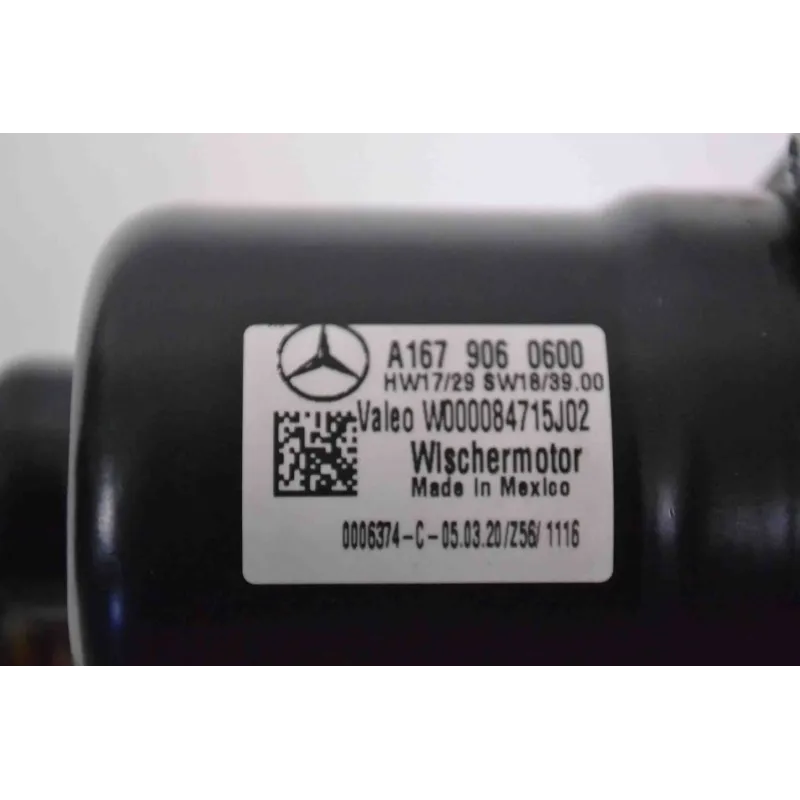 A167 906 0600
HW17/29 SW18/39.00
Valeo W000084715J02
Wischermotor
Made in Mexico
0006374-C-05.03.20/Z56/1116